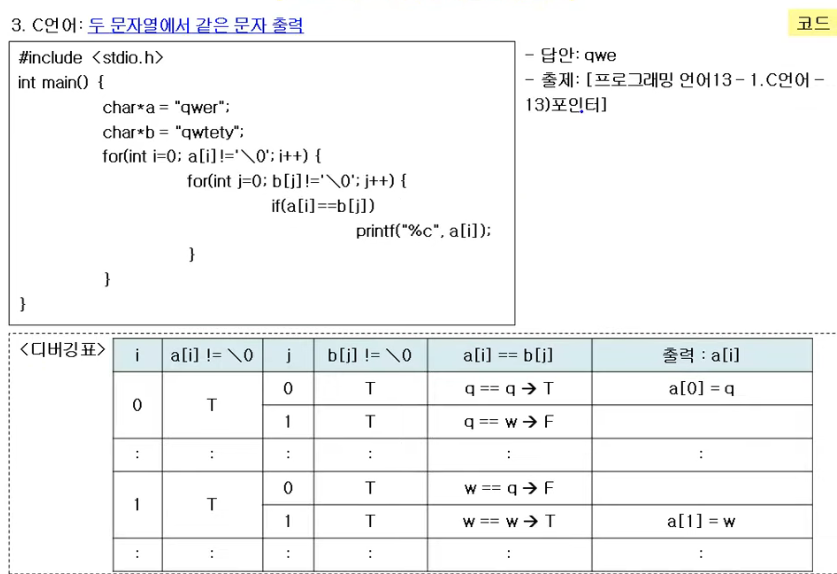 3. C언어: 두 문자열에서 같은 문자 출력
코드
#include <stdio.h>
int main() {
char*a = "qwer";
char*b = "qwtety";
for(int i=0; a[i]!='\0'; i++) {
for(int j=0; b[j]!='\0'; j++) {
if(a[i]==b[j])
printf("%c", a[i]);
}
}
}
- 답안: qwe
- 출제: [프로그래밍 언어13 - 1.C언어 -
13)포인터]
<디버깅표>
i a[i] != \0 j b[j] != \0 a[i] == b[j] 출력 : a[i]
0 T 0 T q == q → T a[0] = q
1 T q == w → F
: : : : : :
1 T 0 T w == q → F
1 T w == w → T a[1] = w
: : : : : :